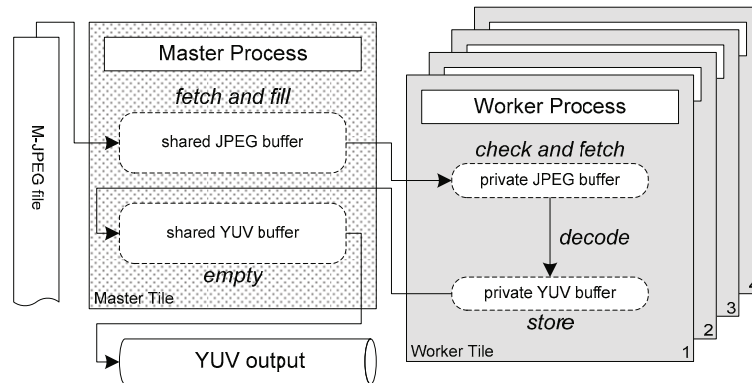 M-JPEG file
Master Process
fetch and fill
shared JPEG buffer
shared YUV buffer
empty
Master Tile
YUV output
Worker Process
check and fetch
private JPEG buffer
decode
private YUV buffer
store
Worker Tile
1
2
3
4